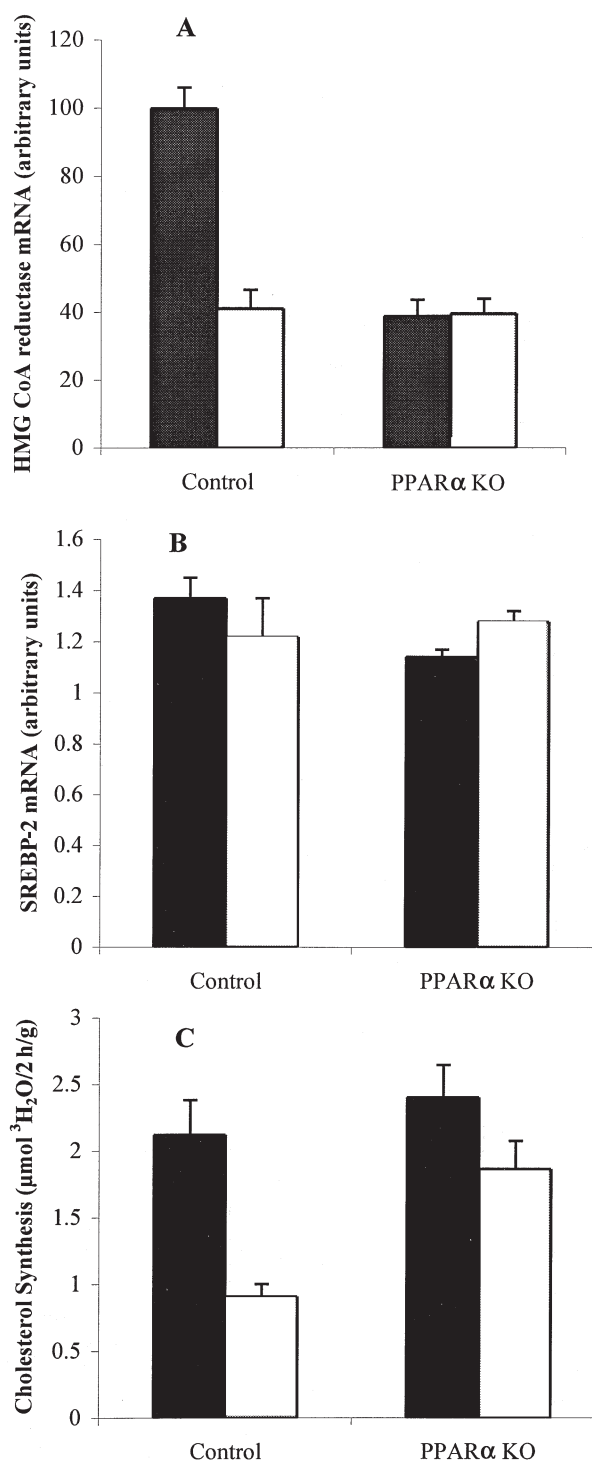 A
HMG CoA reductase mRNA (arbitrary units)
120
100
80
60
40
20
0
Control PPARα KO
B
SREBP-2 mRNA (arbitrary units)
1.6
1.4
1.2
1
0.8
0.6
0.4
0.2
0
Control PPARα KO
C
Cholesterol Synthesis (µmol ³H₂O/2 h/g)
3
2.5
2
1.5
1
0.5
0
Control PPARα KO